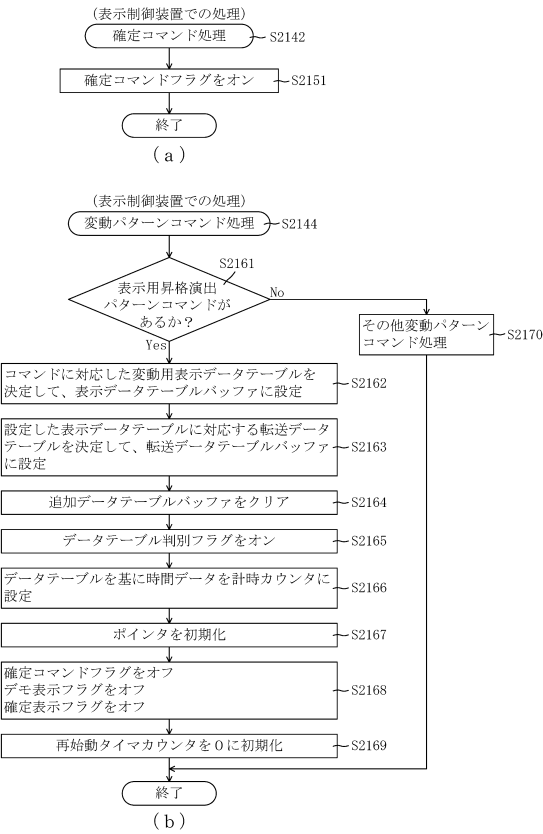 (表示制御装置での処理)
確定コマンド処理 S2142
確定コマンドフラグをオン S2151
終了
(a)
(表示制御装置での処理)
変動パターンコマンド処理 S2144
S2161
表示用昇格演出
パターンコマンドが
あるか?
No
Yes
その他変動パターン
コマンド処理
S2170
コマンドに対応した変動用表示データテーブルを
決定して、表示データテーブルバッファに設定
S2162
設定した表示データテーブルに対応する転送データ
テーブルを決定して、転送データテーブルバッファ
に設定
S2163
追加データテーブルバッファをクリア S2164
データテーブル判別フラグをオン S2165
データテーブルを基に時間データを計時カウンタに
設定
S2166
ポインタを初期化 S2167
確定コマンドフラグをオフ
デモ表示フラグをオフ
確定表示フラグをオフ
S2168
再始動タイマカウンタを0に初期化 S2169
終了
(b)